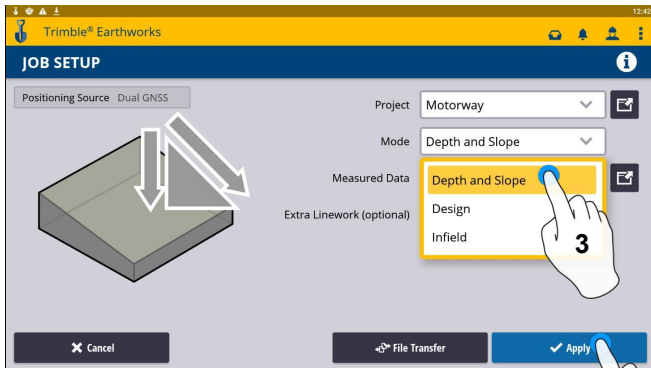 12:42
Trimble® Earthworks
JOB SETUP
Positioning Source Dual GNSS
Project Motorway
Mode Depth and Slope
Measured Data
Depth and Slope
Extra Linework (optional)
Design
Infield
3
Cancel
File Transfer
Apply